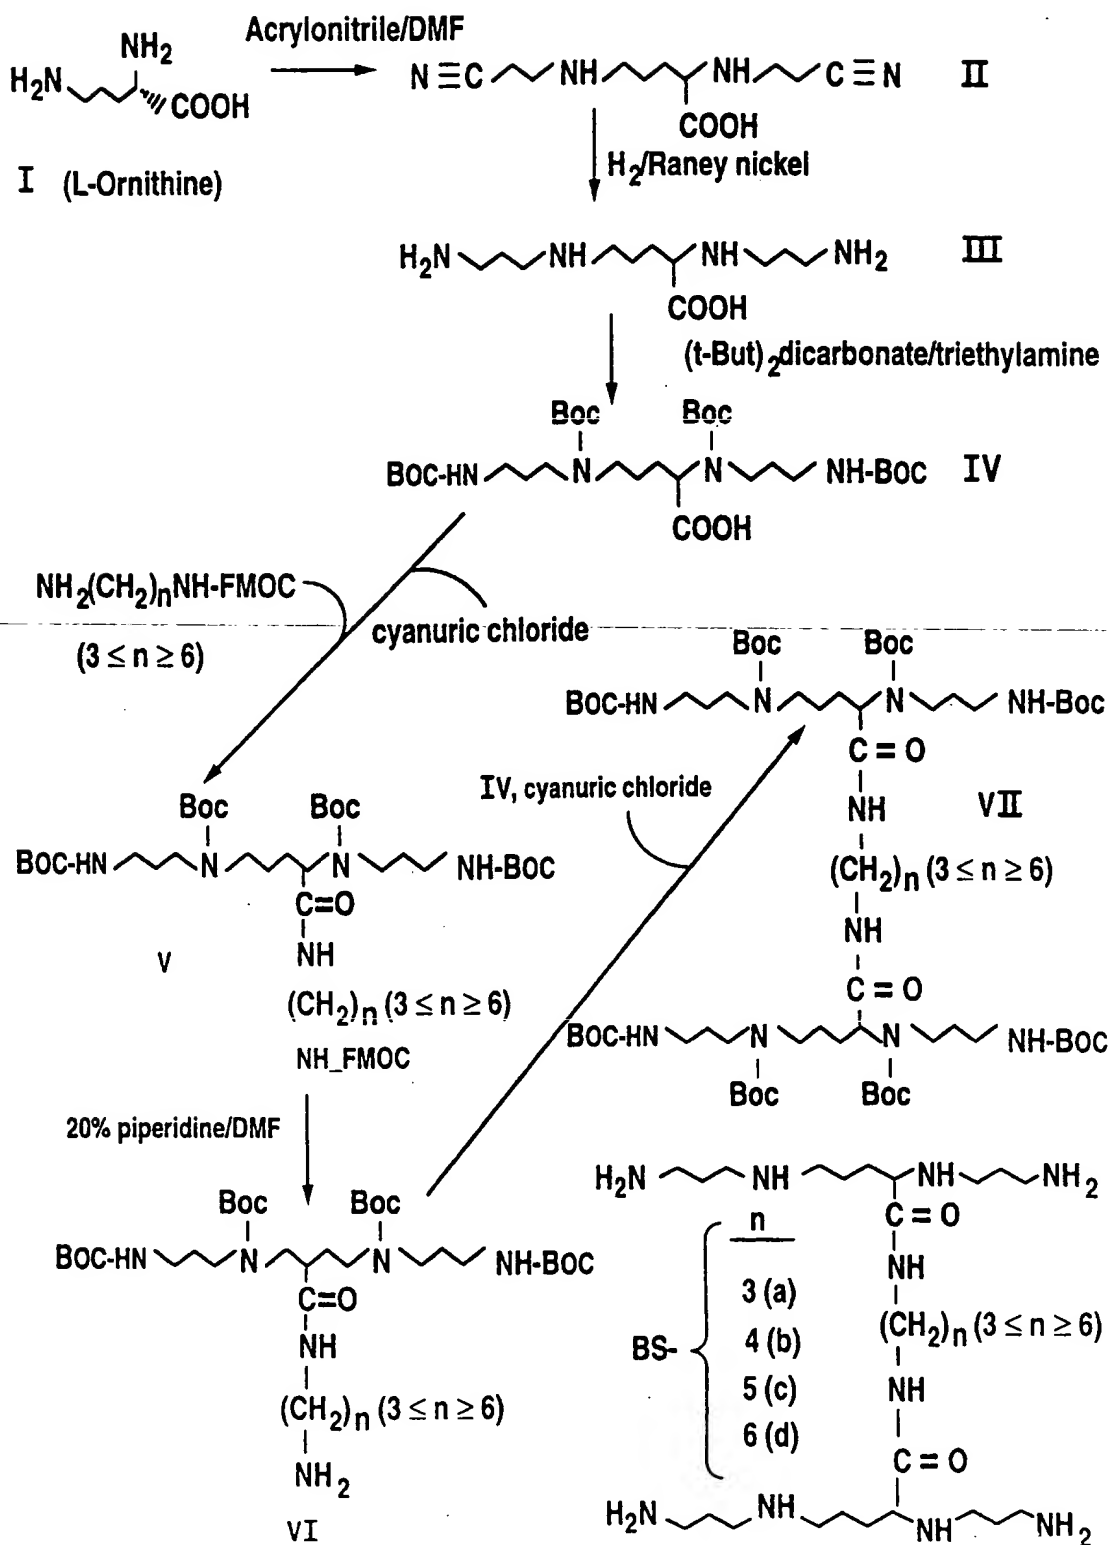 Acrylonitrile/DMF
NH2
H2N
COOH
I (L-Ornithine)
N≡C NH NH C≡N II
COOH
H2/Raney nickel
H2N NH NH NH2 III
COOH
(t-But)2dicarbonate/triethylamine
Boc Boc
BOC-HN N N NH-BOC IV
COOH
NH2(CH2)nNH-FMOC
(3 ≤ n ≥ 6)
cyanuric chloride
Boc Boc
BOC-HN N N NH-Boc
C=O
NH
VII
(CH2)n (3 ≤ n ≥ 6)
NH
C=O
BOC-HN N N NH-BOC
Boc Boc
IV, cyanuric chloride
Boc Boc
BOC-HN N N NH-BOC
C=O
NH
V
(CH2)n (3 ≤ n ≥ 6)
NH_FMOC
20% piperidine/DMF
Boc Boc
BOC-HN N N NH-BOC
C=O
NH
(CH2)n (3 ≤ n ≥ 6)
NH2
VI
H2N NH NH NH2
C=O
n
NH
3 (a)
(CH2)n (3 ≤ n ≥ 6)
4 (b)
BS-
5 (c)
NH
6 (d)
C=O
H2N NH NH NH2